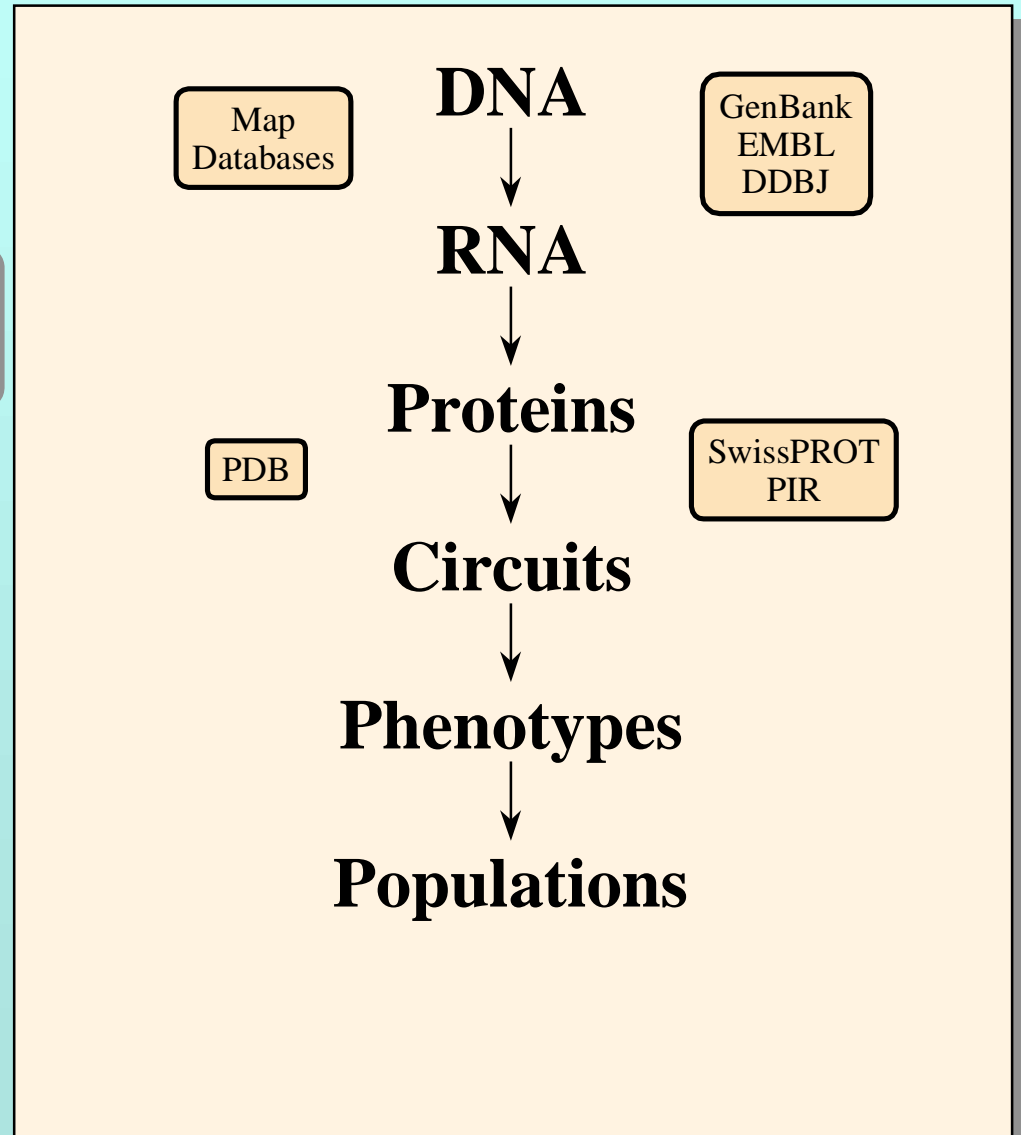 DNA
Map
Databases
GenBank
EMBL
DDBJ
RNA
Proteins
PDB
SwissPROT
PIR
Circuits
Phenotypes
Populations